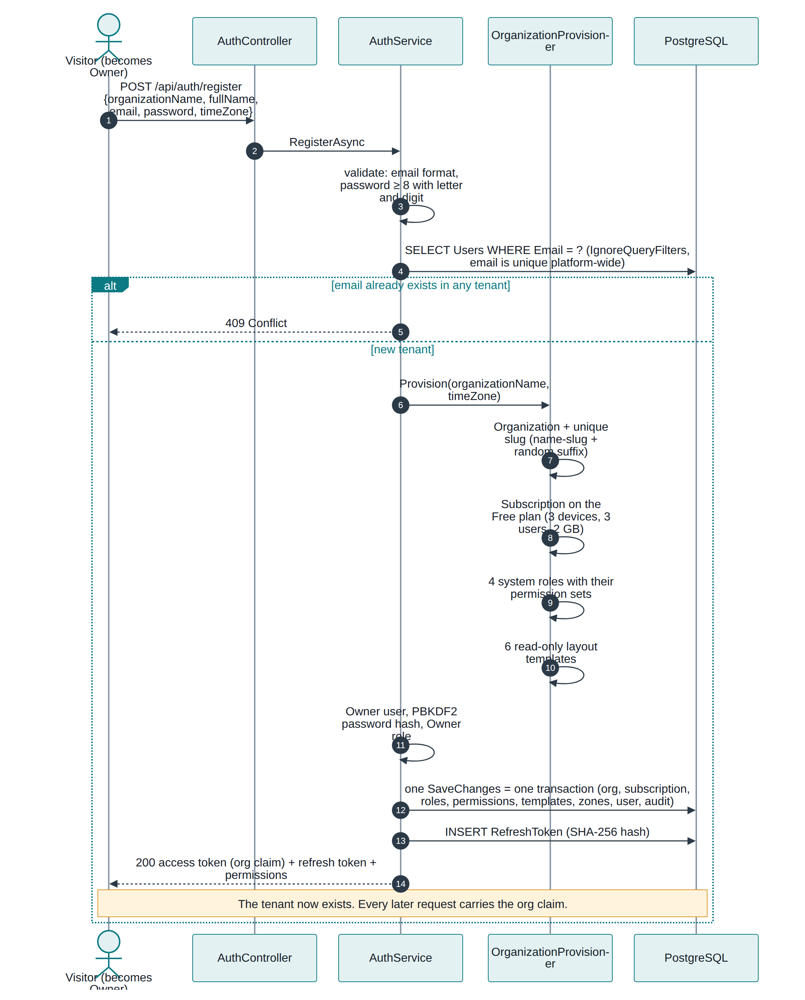 Visitor (becomes
Owner)
AuthController
AuthService
OrganizationProvision-
er
PostgreSQL
POST /api/auth/register
{organizationName, fullName,
email, password, timeZone}
1
RegisterAsync
2
validate: email format,
password ≥ 8 with letter
and digit
3
SELECT Users WHERE Email = ? (IgnoreQueryFilters,
email is unique platform-wide)
4
alt
[email already exists in any tenant]
409 Conflict
5
[new tenant]
Provision(organizationName,
timeZone)
6
Organization + unique
slug (name-slug +
random suffix)
7
Subscription on the
Free plan (3 devices, 3
users, 2 GB)
8
4 system roles with their
permission sets
9
6 read-only layout
templates
10
Owner user, PBKDF2
password hash, Owner
role
11
one SaveChanges = one transaction (org, subscription,
roles, permissions, templates, zones, user, audit)
12
INSERT RefreshToken (SHA-256 hash)
13
200 access token (org claim) + refresh token +
permissions
14
The tenant now exists. Every later request carries the org claim.
Visitor (becomes
Owner)
AuthController
AuthService
OrganizationProvision-
er
PostgreSQL